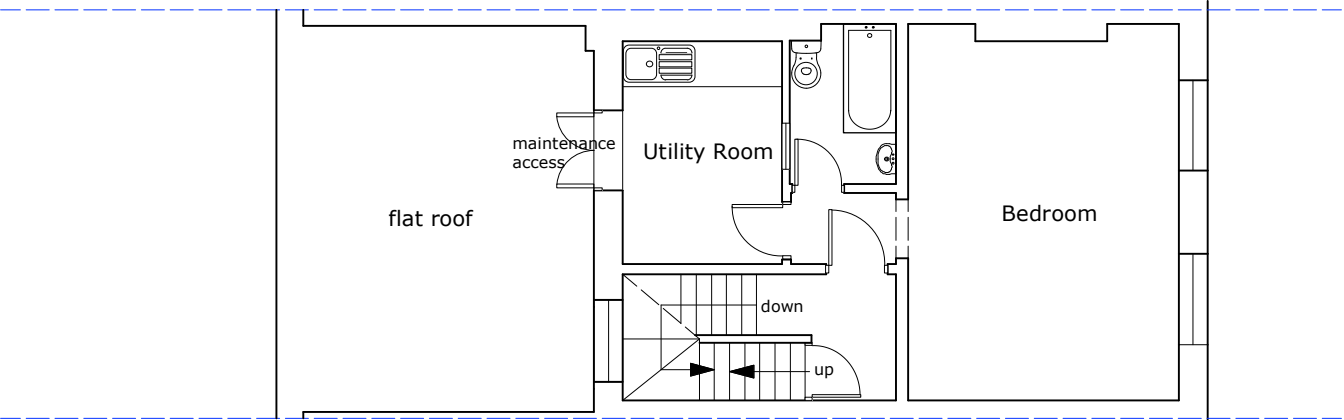 maintenance
access
Utility Room
flat roof
Bedroom
down
up